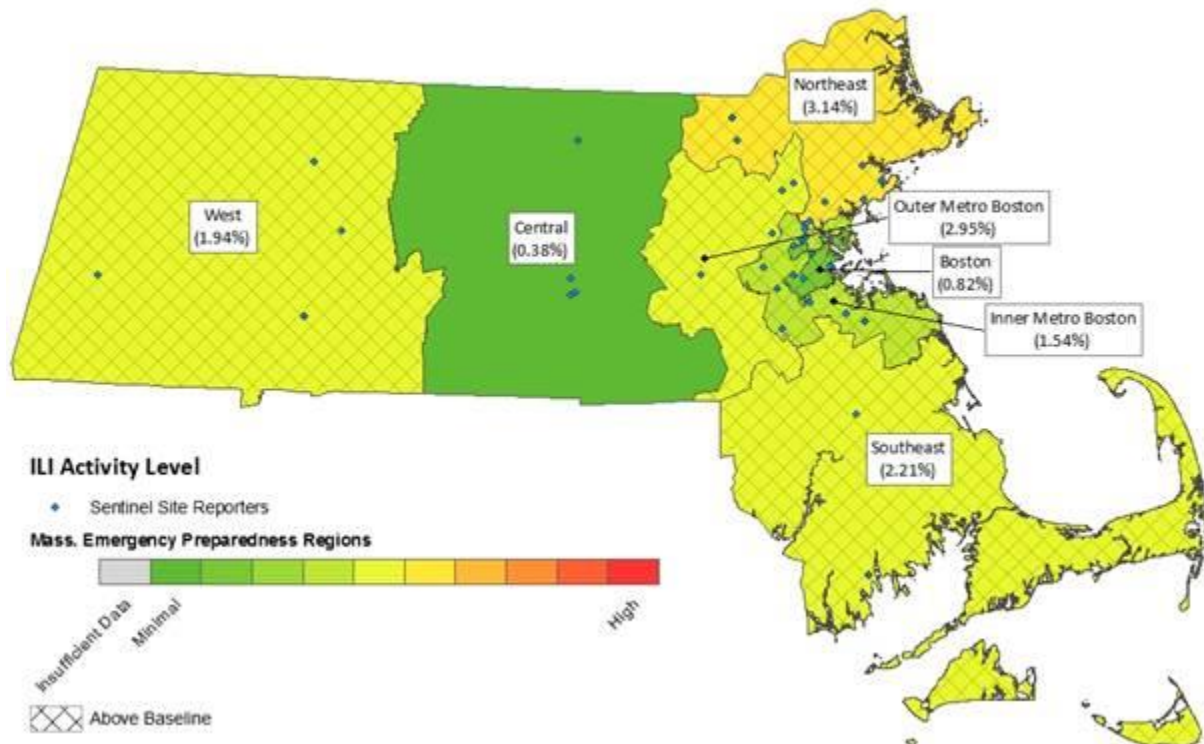 Northeast
(3.14%)
Outer Metro Boston
(2.95%)
West
(1.94%)
Central
(0.38%)
Boston
(0.82%)
Inner Metro Boston
(1.54%)
Southeast
(2.21%)
ILI Activity Level
Sentinel Site Reporters
Mass. Emergency Preparedness Regions
Insufficient Data
Minimal
High
Above Baseline